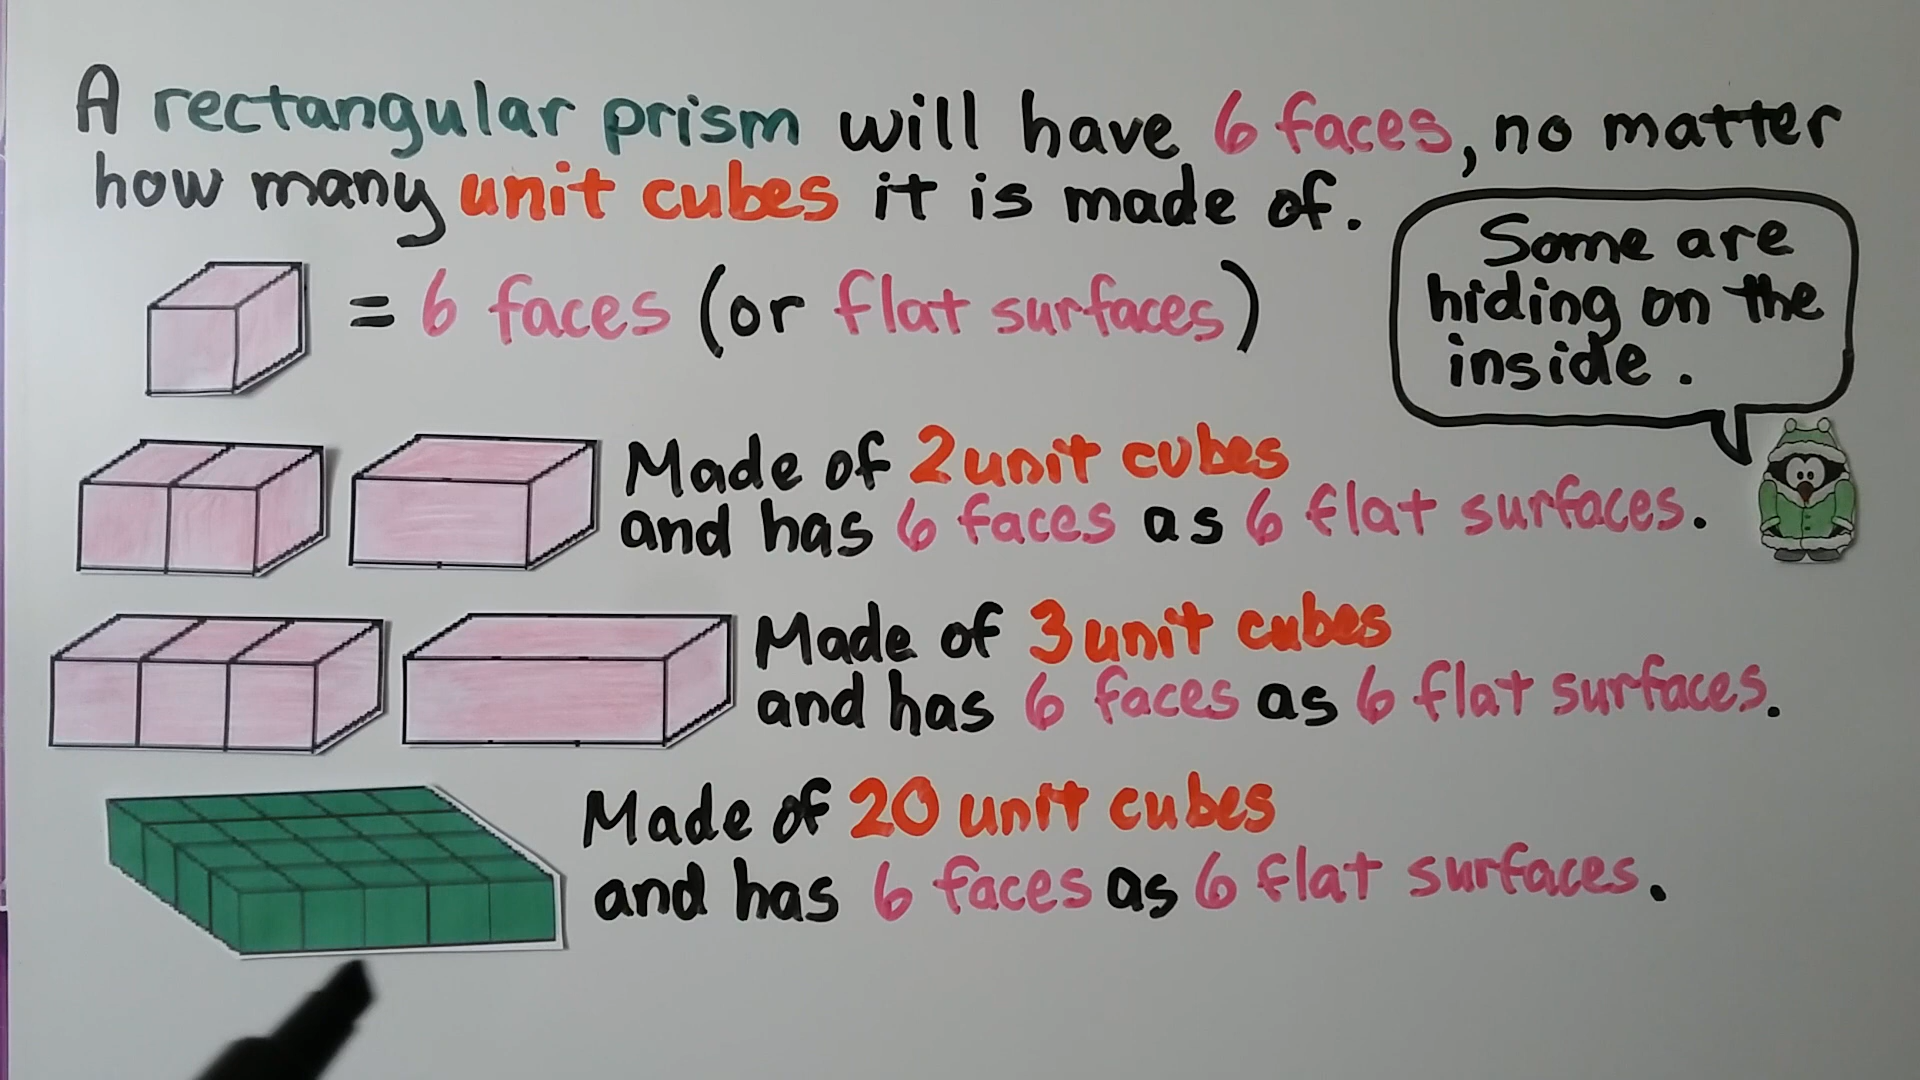 A rectangular prism will have 6 faces, no matter
how many unit cubes it is made of.
= 6 faces (or flat surfaces)
Some are
hiding on the
inside.
Made of 2 unit cubes
and has 6 faces as 6 flat surfaces.
Made of 3 unit cubes
and has 6 faces as 6 flat surfaces.
Made of 20 unit cubes
and has 6 faces as 6 flat surfaces.